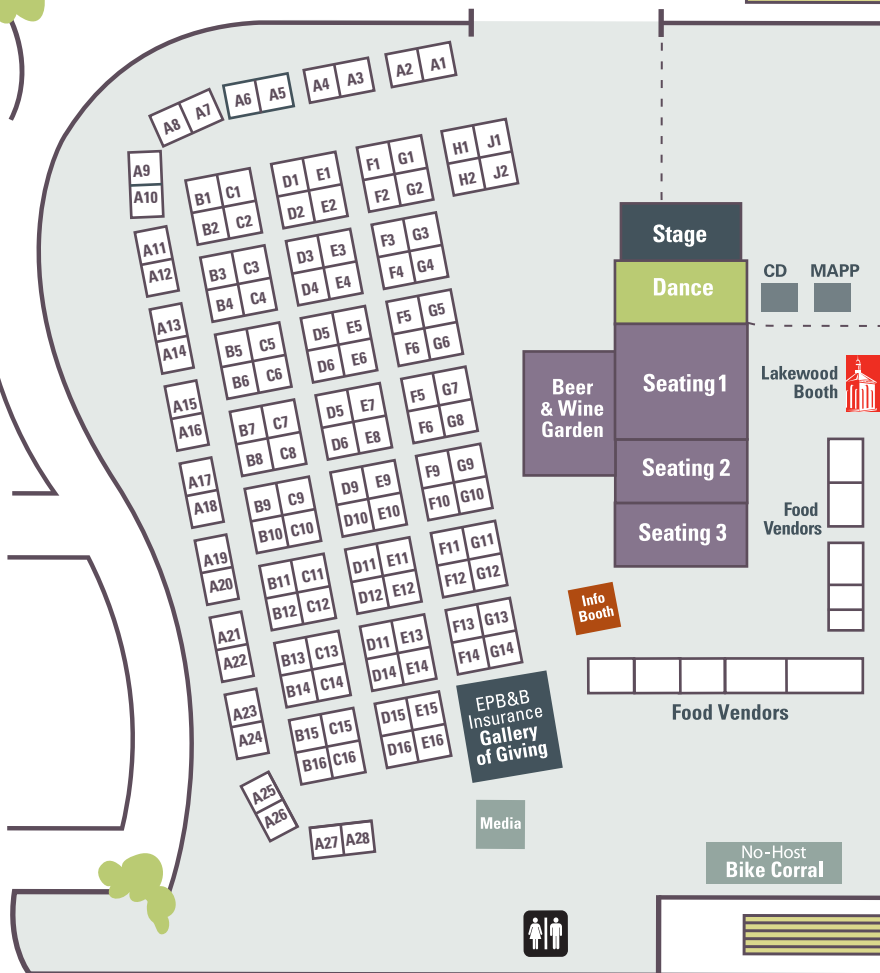 A8 A7 A6 A5 A4 A3 A2 A1
A9
A10
A11
A12
A13
A14
A15
A16
A17
A18
A19
A20
A21
A22
A23
A24
A25
A26
A27 A28
B1 C1
B2 C2
B3 C3
B4 C4
B5 C5
B6 C6
B7 C7
B8 C8
B9 C9
B10 C10
B11 C11
B12 C12
B13 C13
B14 C14
B15 C15
B16 C16
D1 E1
D2 E2
D3 E3
D4 E4
D5 E5
D6 E6
D5 E7
D6 E8
D9 E9
D10 E10
D11 E11
D12 E12
D11 E13
D14 E14
D15 E15
D16 E16
F1 G1
F2 G2
F3 G3
F4 G4
F5 G5
F6 G6
F5 G7
F6 G8
F9 G9
F10 G10
F11 G11
F12 G12
F13 G13
F14 G14
H1 J1
H2 J2
EPB&B
Insurance
Gallery
of Giving
Media
Stage
Dance
Seating1
Seating 2
Seating 3
Beer
& Wine
Garden
CD MAPP
Lakewood
Booth
Food
Vendors
Info
Booth
Food Vendors
No-Host
Bike Corral